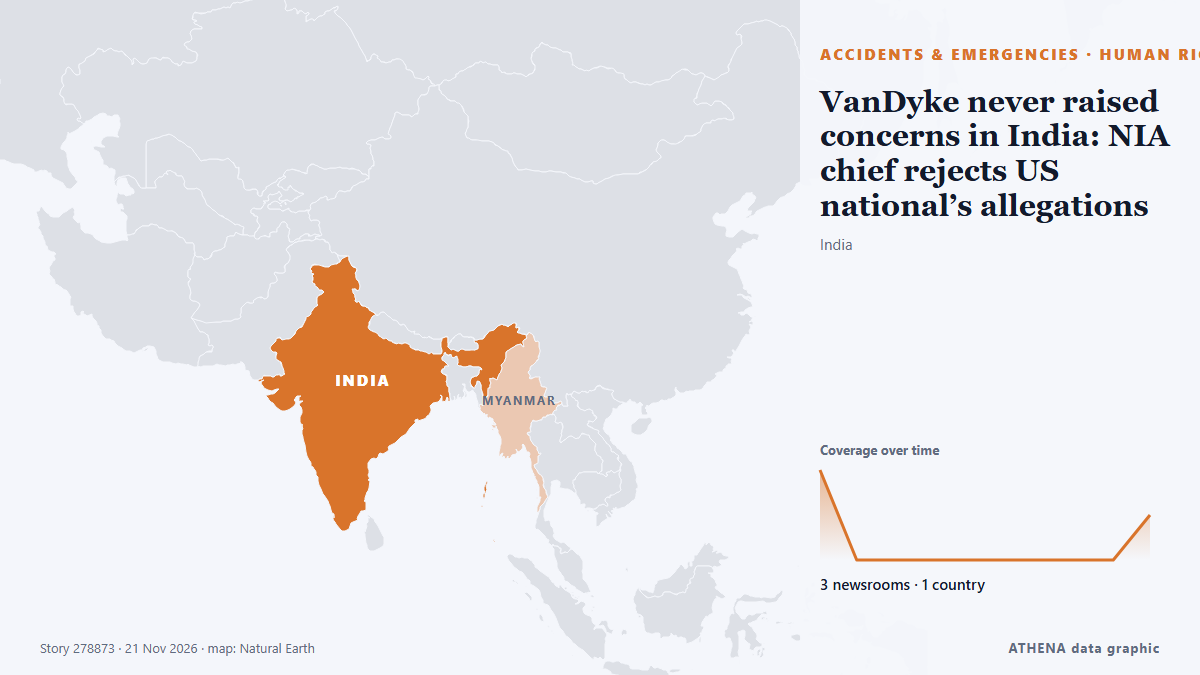 ACCIDENTS & EMERGENCIES · HUMAN
VanDyke never raised
concerns in India: NIA
chief rejects US
national’s allegations
India
INDIA
MYANMAR
Coverage over time
3 newsrooms · 1 country
Story 278873 · 21 Nov 2026 · map: Natural Earth
ATHENA data graphic